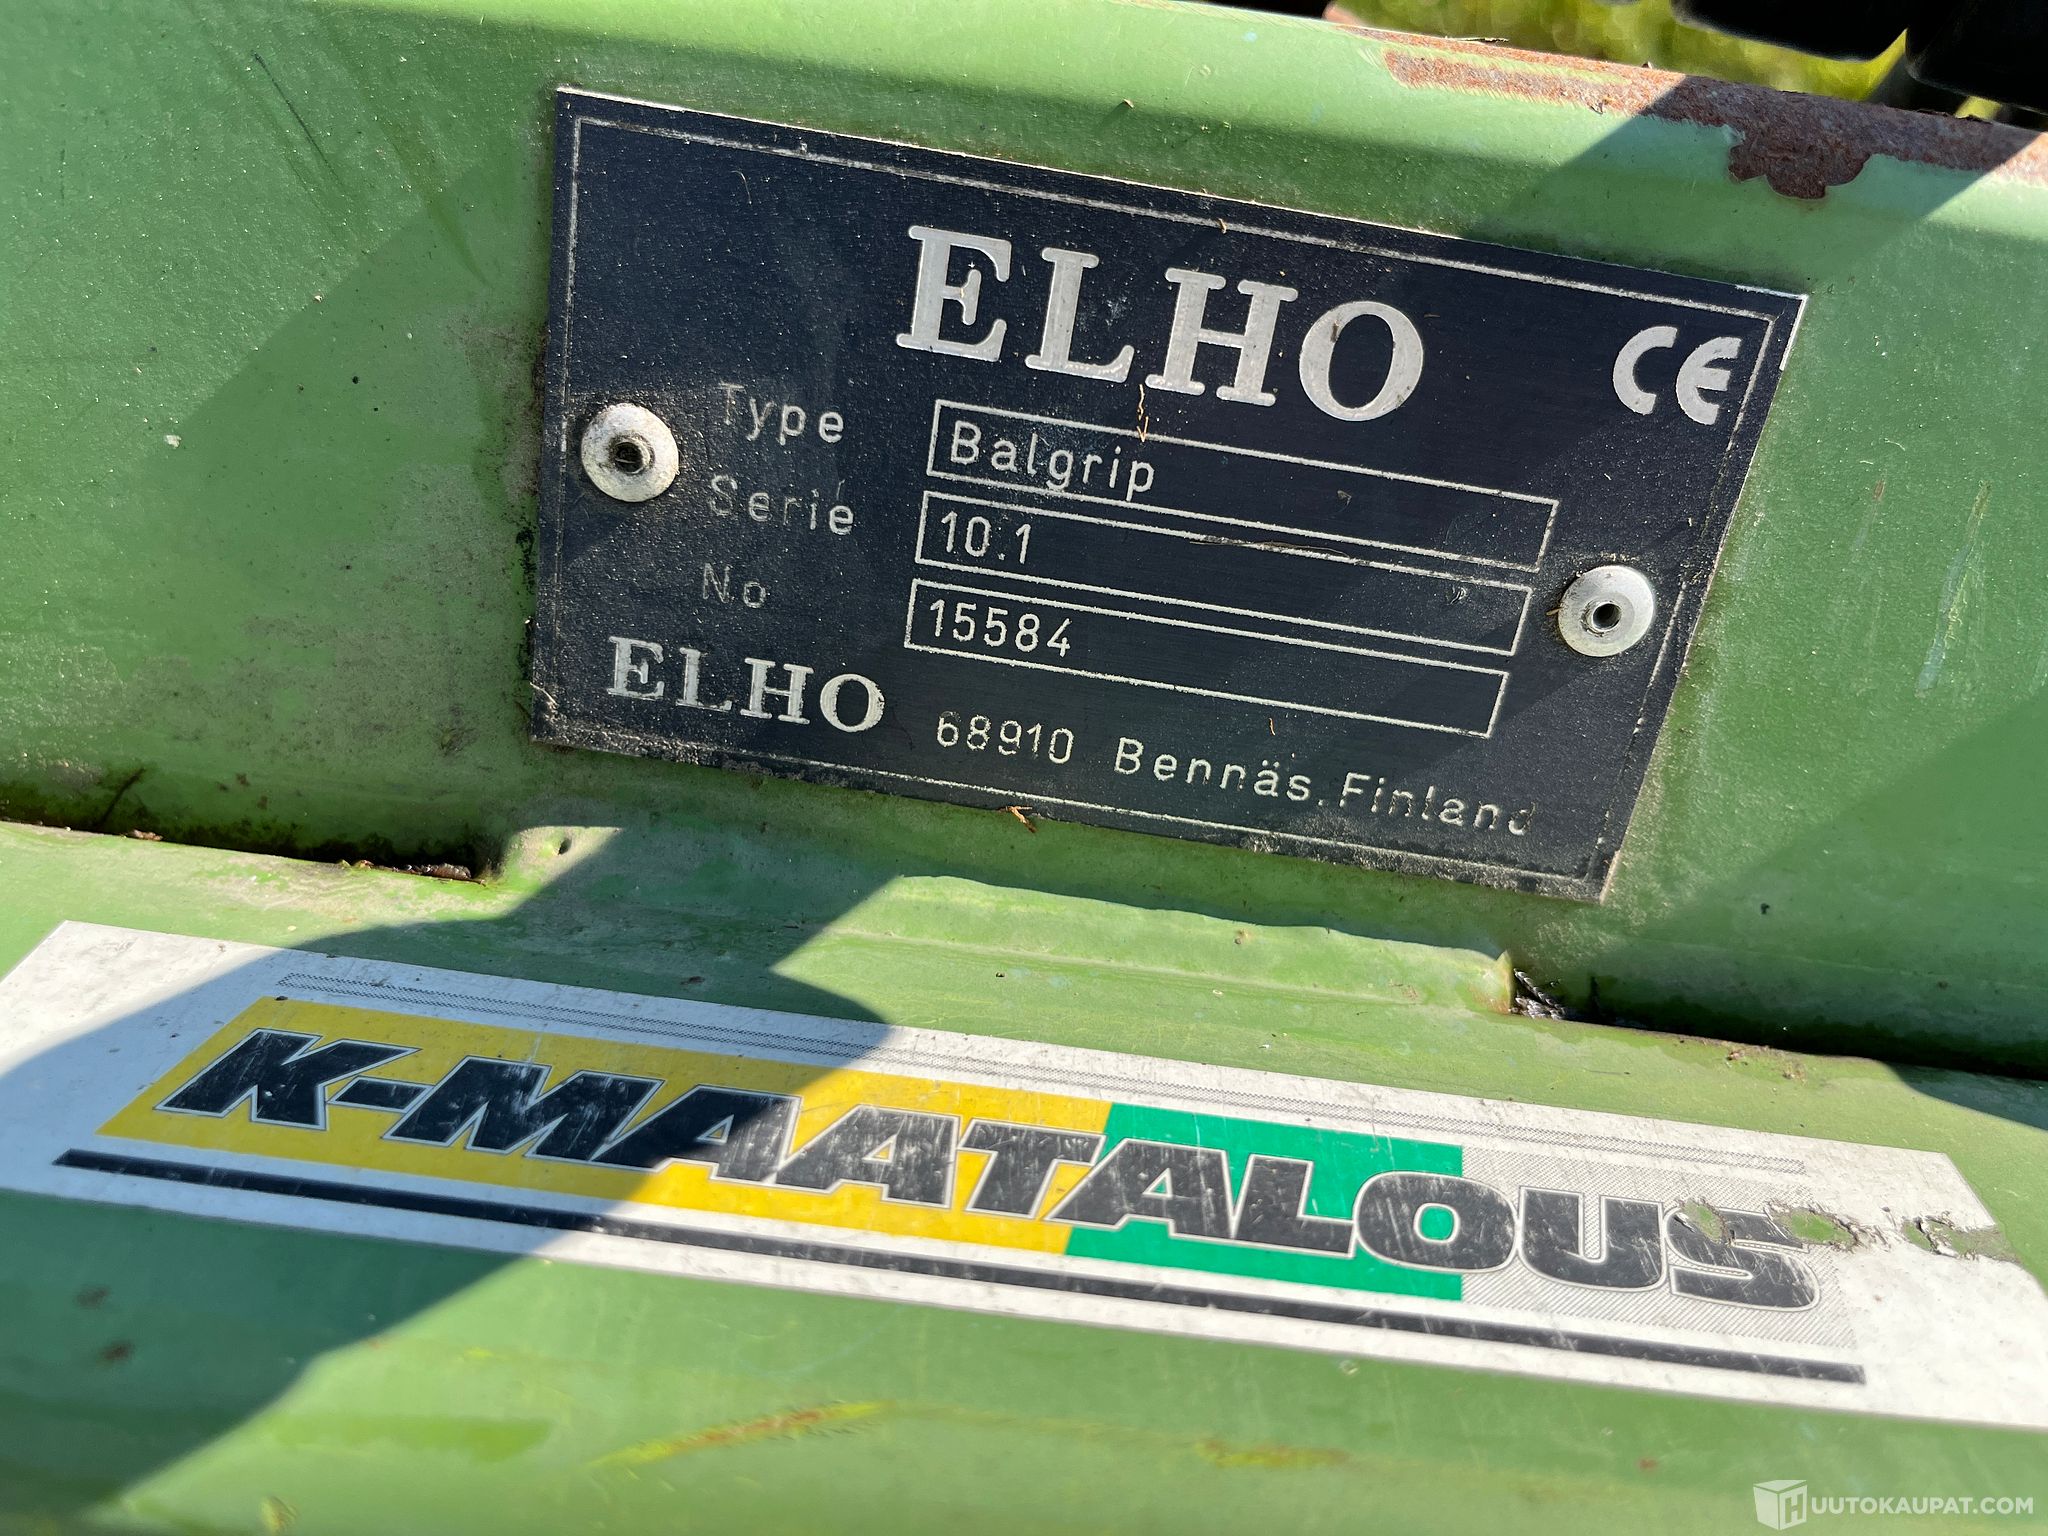 ELHO
CE
Type Balgrip
Serie 10.1
No 15584
ELHO 68910 Bennäs.Finland
K-MAATALOUS
HUUTOKAUPAT.COM